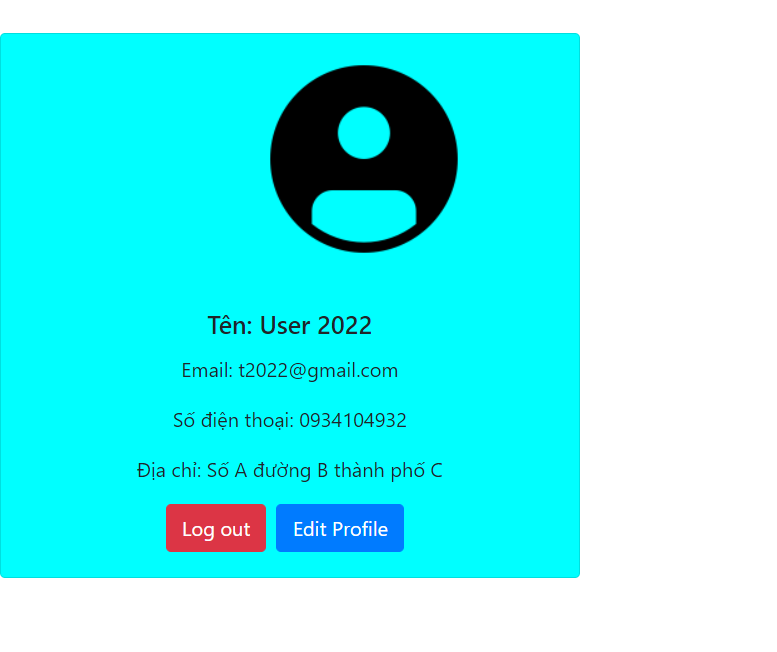 Tên: User 2022
Email: t2022@gmail.com
Số điện thoại: 0934104932
Địa chỉ: Số A đường B thành phố C
Log out Edit Profile